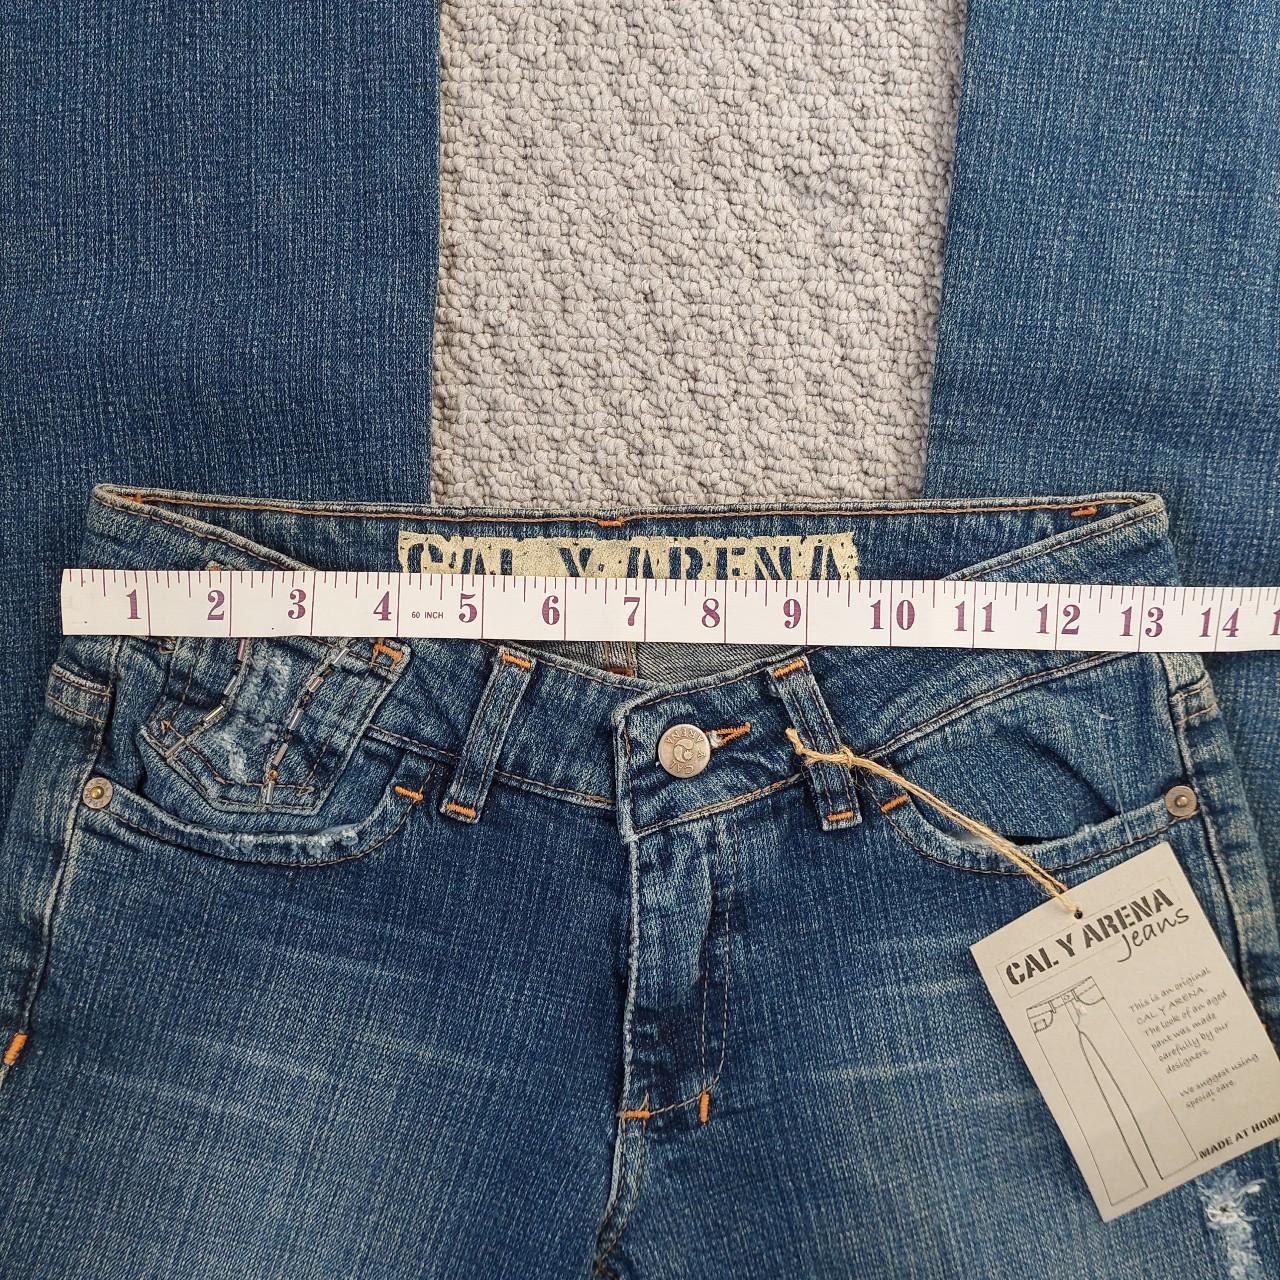 CAL Y ARENA
1 2 3 4 60 INCH 5 6 7 8 9 10 11 12 13 14
CAL Y ARENA
CAL Y ARENA
Jeans
This is an original
CAL Y ARENA.
The look of an aged
pant was made
carefully by our
designers.
We suggest using
special care.
MADE AT HOM